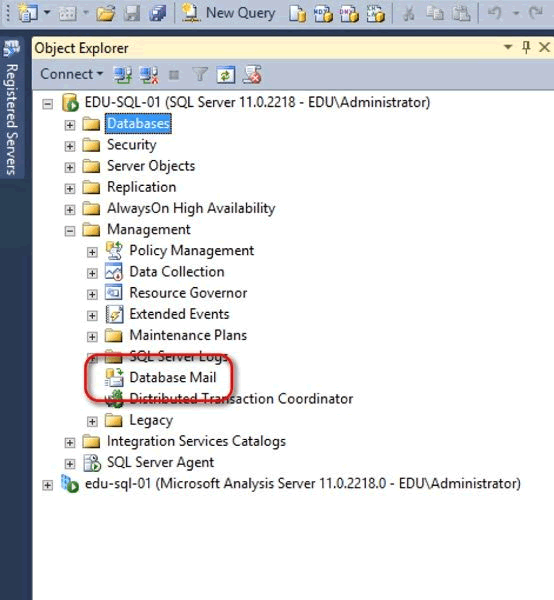 New Query
Object Explorer
Connect
Registered Servers
EDU-SQL-01 (SQL Server 11.0.2218 - EDU\Administrator)
Databases
Security
Server Objects
Replication
AlwaysOn High Availability
Management
Policy Management
Data Collection
Resource Governor
Extended Events
Maintenance Plans
SQL Server Logs
Database Mail
Distributed Transaction Coordinator
Legacy
Integration Services Catalogs
SQL Server Agent
edu-sql-01 (Microsoft Analysis Server 11.0.2218.0 - EDU\Administrator)